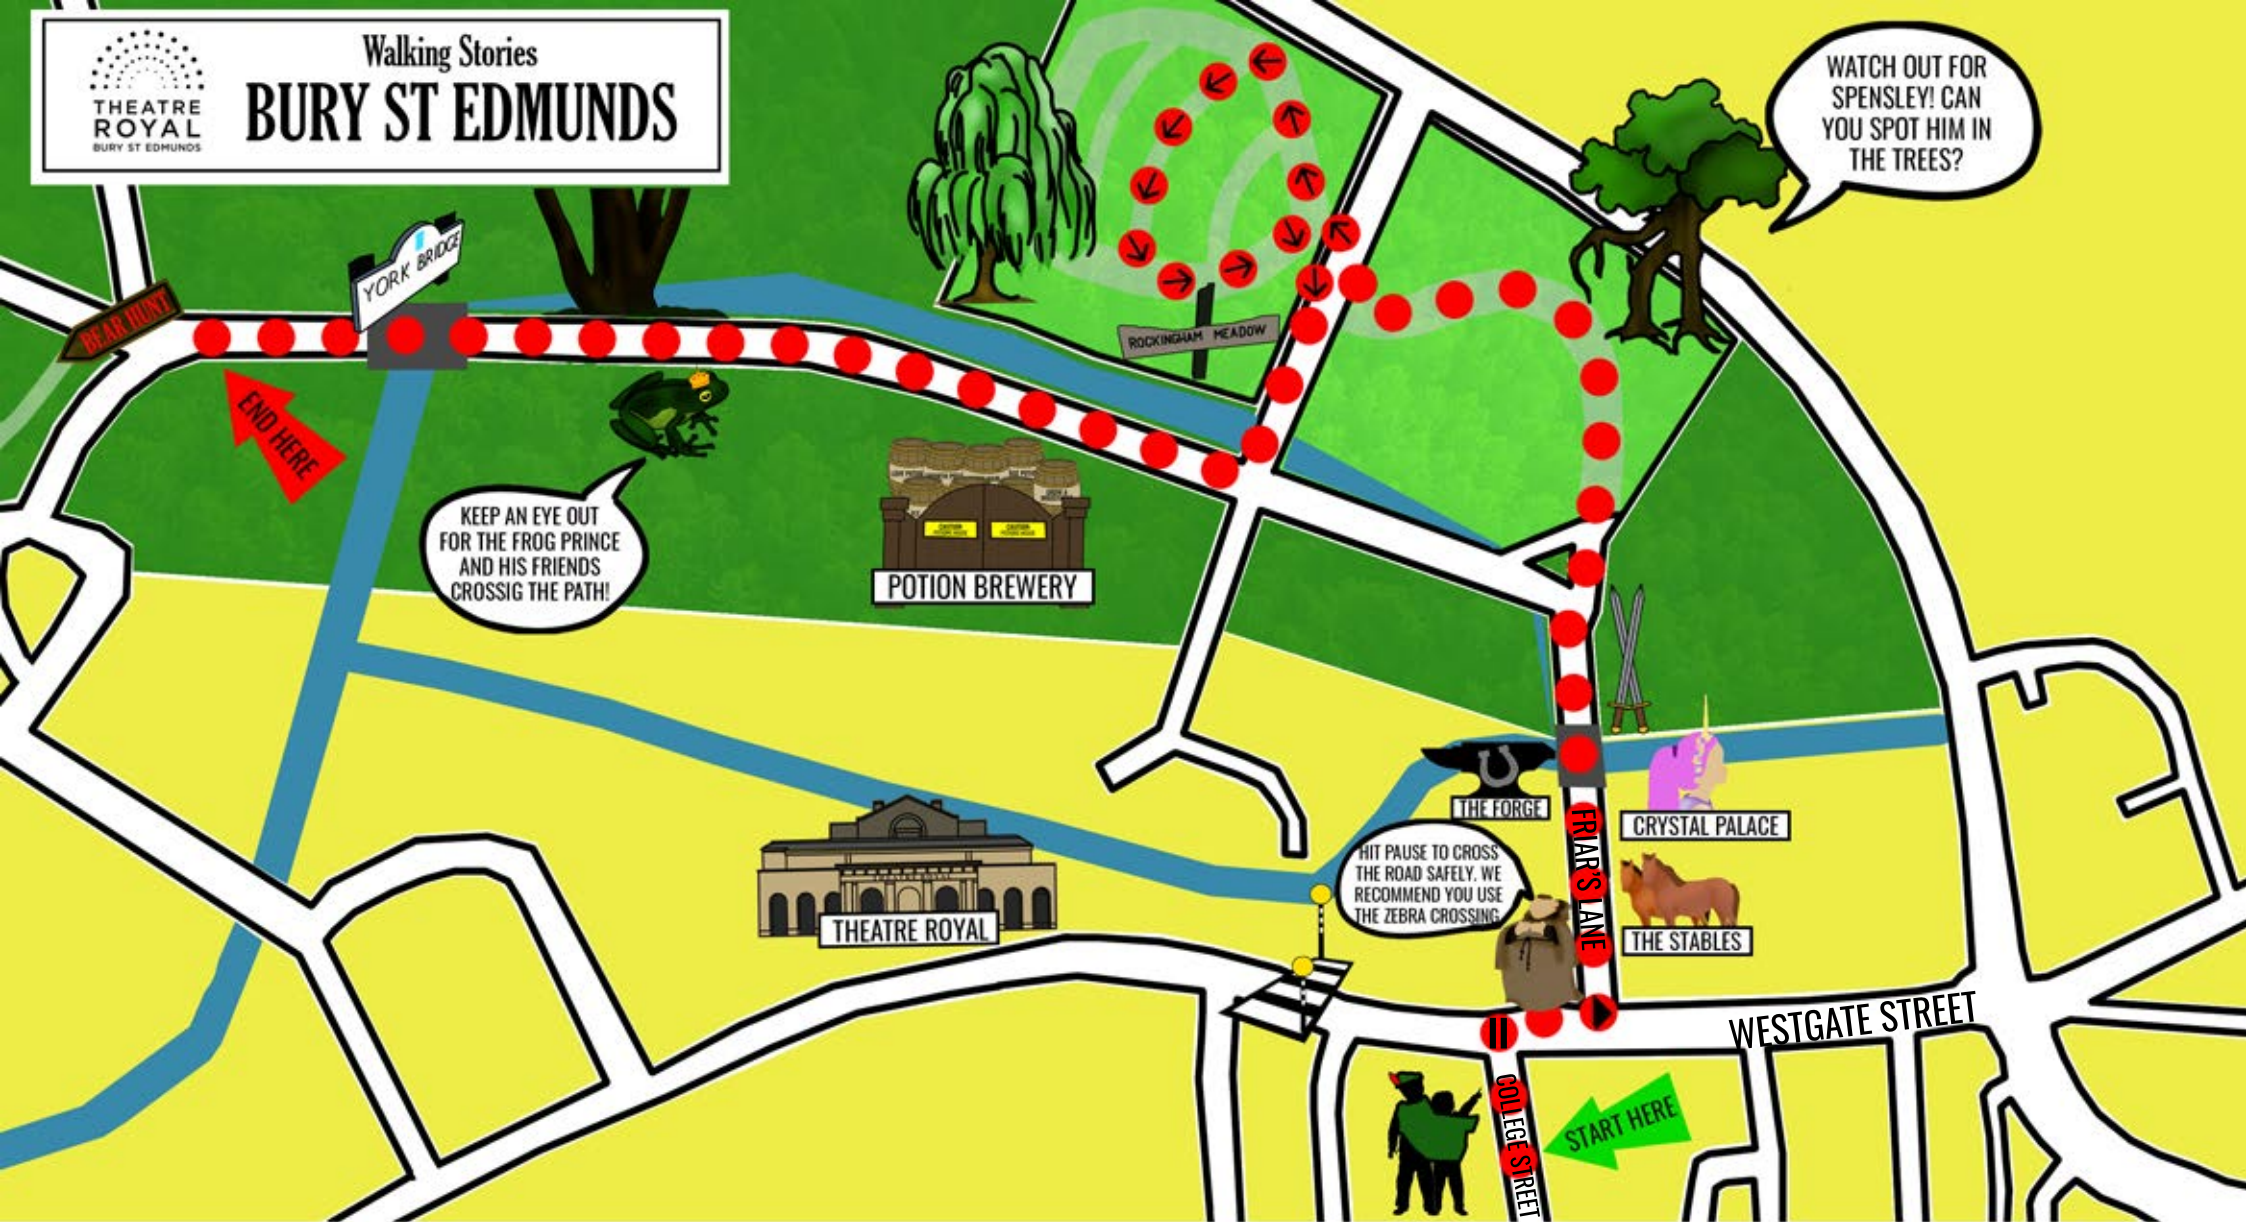 THEATRE
ROYAL
BURY ST EDMUNDS
Walking Stories
BURY ST EDMUNDS
WATCH OUT FOR
SPENSLEY! CAN
YOU SPOT HIM IN
THE TREES?
YORK BRIDGE
BEAR HUNT
ROCKINGHAM MEADOW
END HERE
KEEP AN EYE OUT
FOR THE FROG PRINCE
AND HIS FRIENDS
CROSSIG THE PATH!
CAUTION
CAUTION
POTION BREWERY
THE FORGE
CRYSTAL PALACE
FRIAR'S LANE
HIT PAUSE TO CROSS
THE ROAD SAFELY. WE
RECOMMEND YOU USE
THE ZEBRA CROSSING
THE STABLES
THEATRE ROYAL
WESTGATE STREET
COLLEGE STREET
START HERE